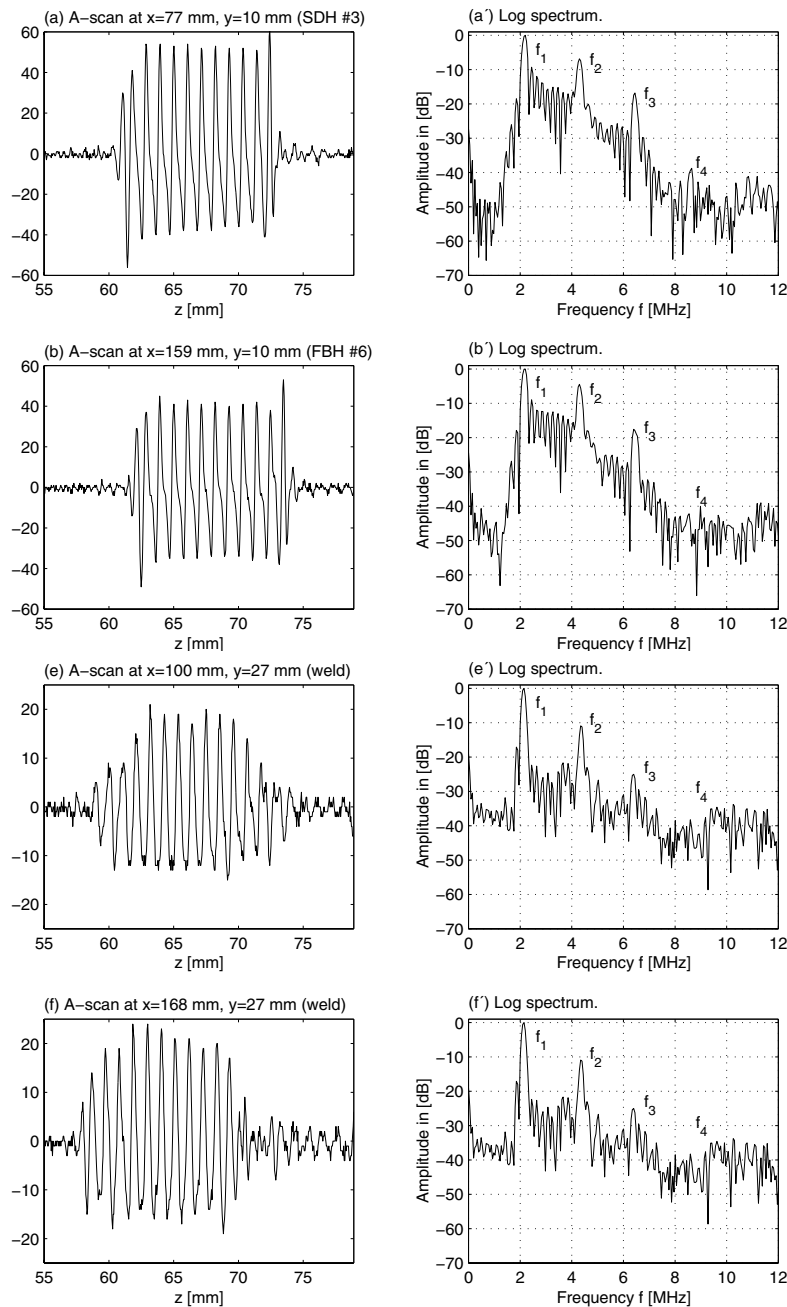 (a) A−scan at x=77 mm, y=10 mm (SDH #3)
60
40
20
0
−20
−40
−60
55 60 65 70 75
z [mm]
(a´) Log spectrum.
0
−10
−20
−30
−40
−50
−60
−70
Amplitude in [dB]
f1
f2
f3
f4
0 2 4 6 8 10 12
Frequency f [MHz]
(b) A−scan at x=159 mm, y=10 mm (FBH #6)
60
40
20
0
−20
−40
−60
55 60 65 70 75
z [mm]
(b´) Log spectrum.
0
−10
−20
−30
−40
−50
−60
−70
Amplitude in [dB]
f1
f2
f3
f4
0 2 4 6 8 10 12
Frequency f [MHz]
(e) A−scan at x=100 mm, y=27 mm (weld)
20
10
0
−10
−20
55 60 65 70 75
z [mm]
(e´) Log spectrum.
0
−10
−20
−30
−40
−50
−60
−70
Amplitude in [dB]
f1
f2
f3
f4
0 2 4 6 8 10 12
Frequency f [MHz]
(f) A−scan at x=168 mm, y=27 mm (weld)
20
10
0
−10
−20
55 60 65 70 75
z [mm]
(f´) Log spectrum.
0
−10
−20
−30
−40
−50
−60
−70
Amplitude in [dB]
f1
f2
f3
f4
0 2 4 6 8 10 12
Frequency f [MHz]